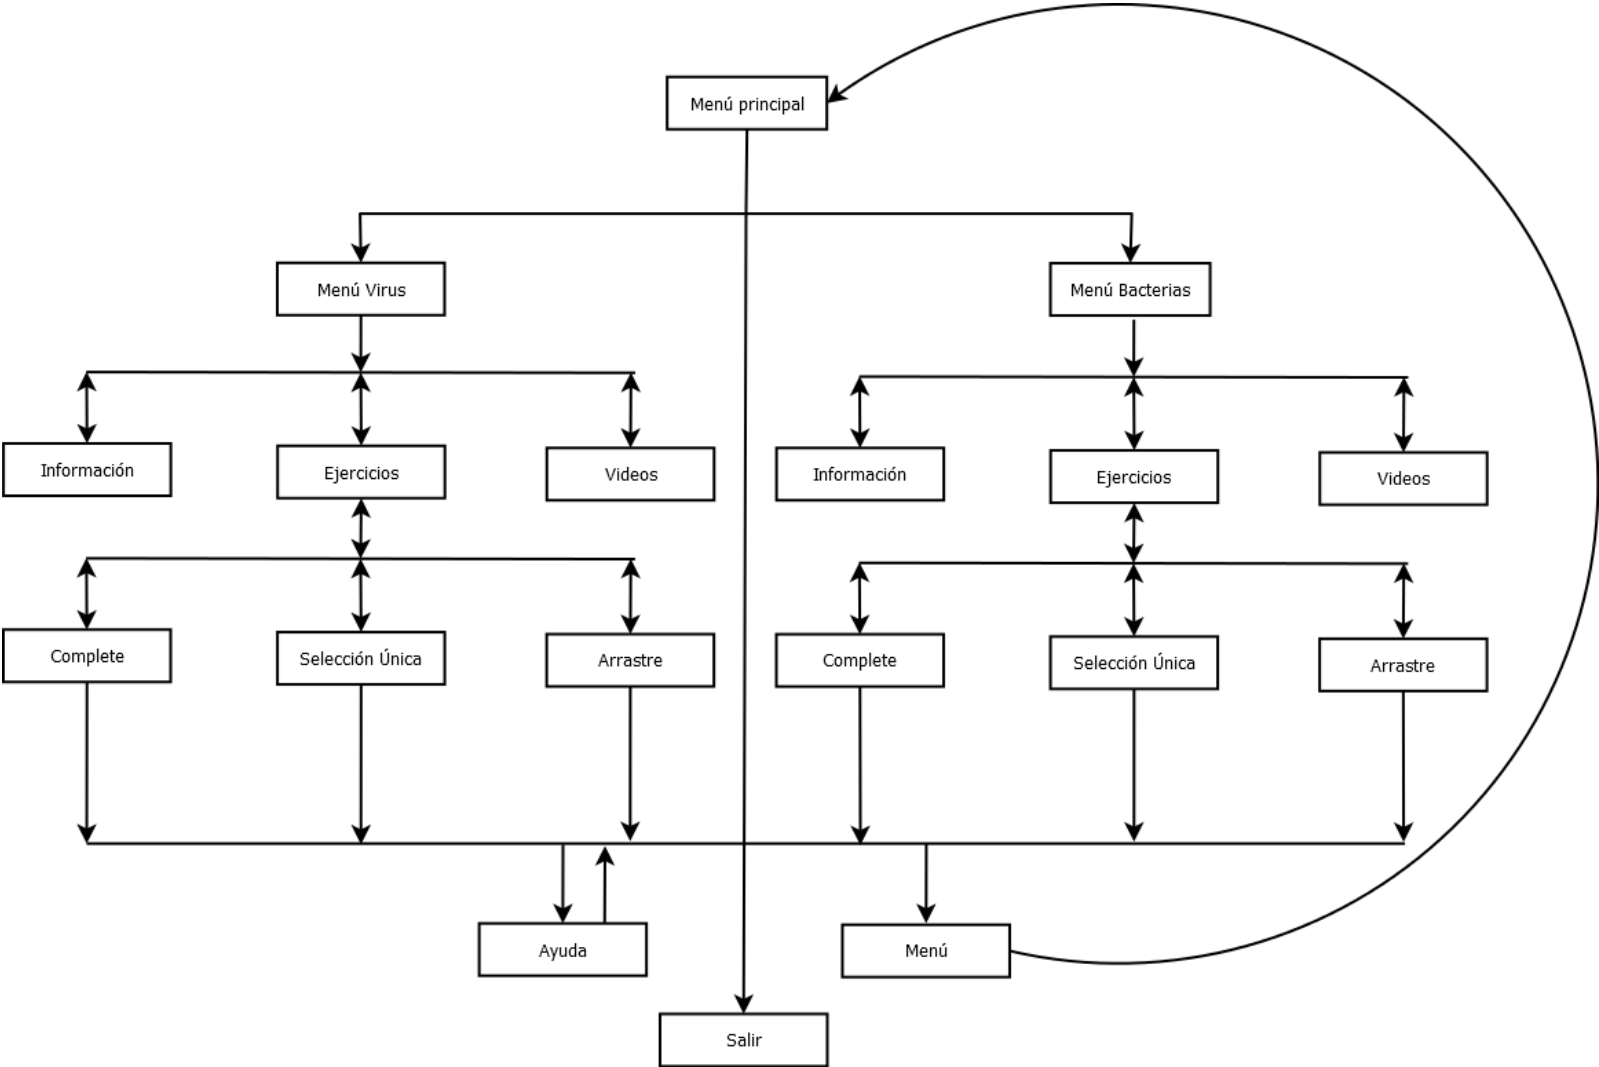 Menú principal
Menú Virus
Menú Bacterias
Información
Ejercicios
Videos
Información
Ejercicios
Videos
Complete
Selección Única
Arrastre
Complete
Selección Única
Arrastre
Ayuda
Menú
Salir